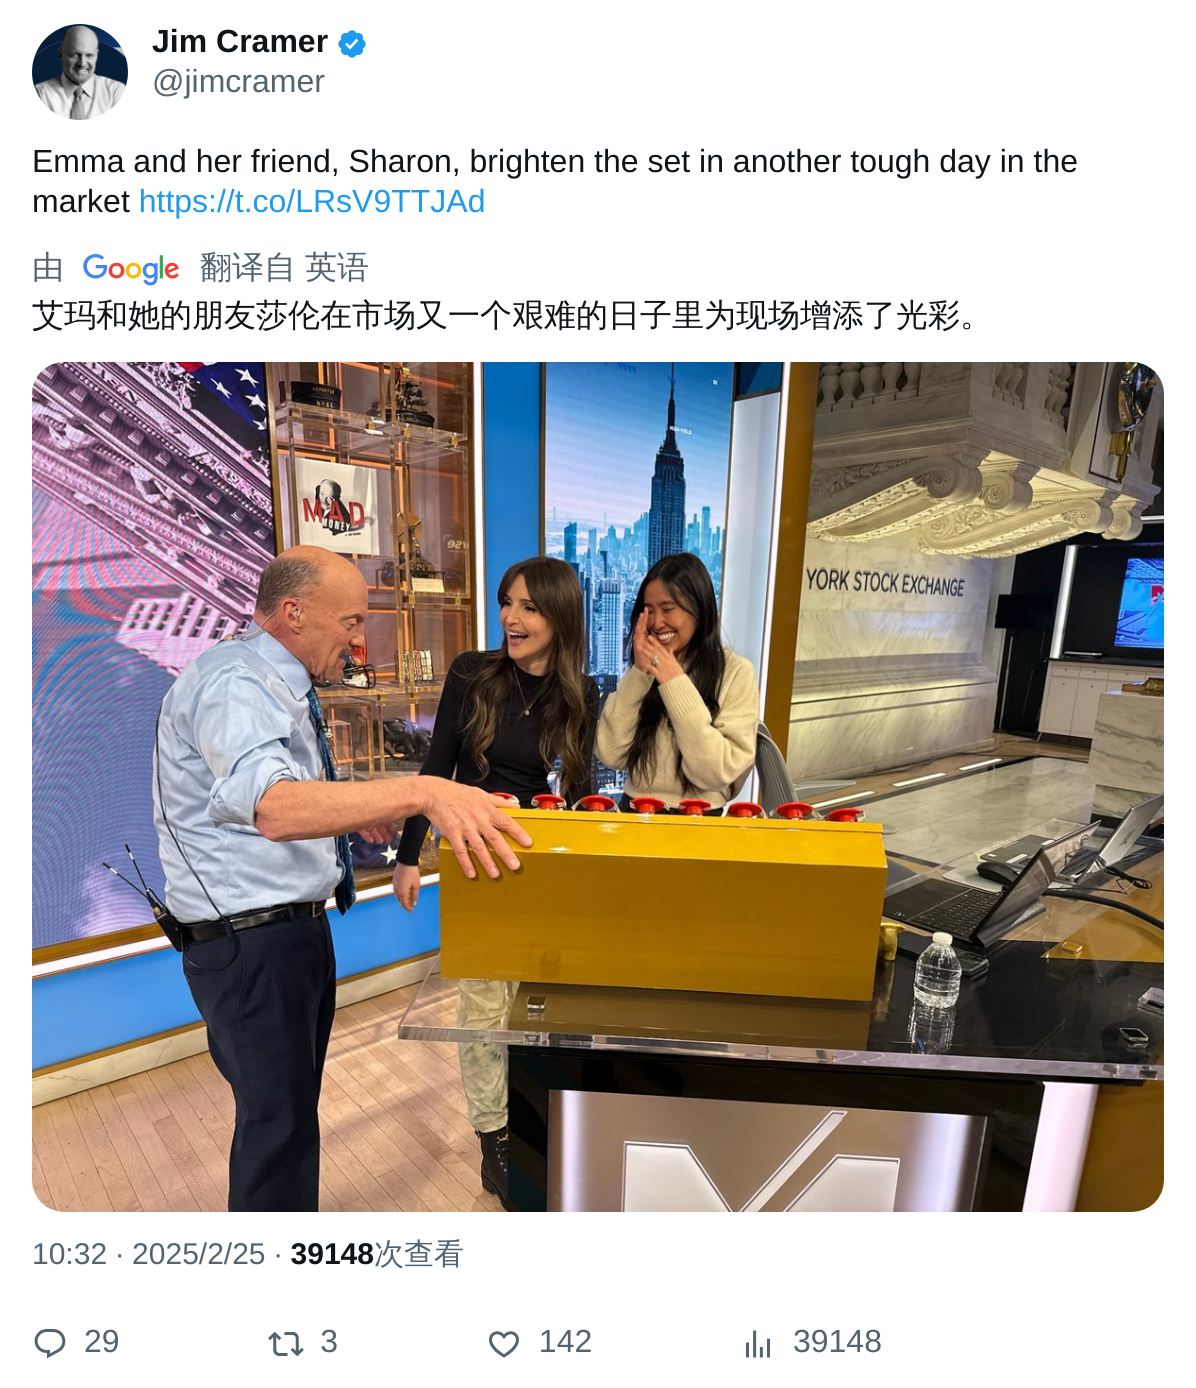 Jim Cramer
@jimcramer
Emma and her friend, Sharon, brighten the set in another tough day in the
market https://t.co/LRsV9TTJAd
由 Google 翻译自 英语
艾玛和她的朋友莎伦在市场又一个艰难的日子里为现场增添了光彩。
MAD
MONEY
YORK STOCK EXCHANGE
10:32 · 2025/2/25 · 39148次查看
29
3
142
39148